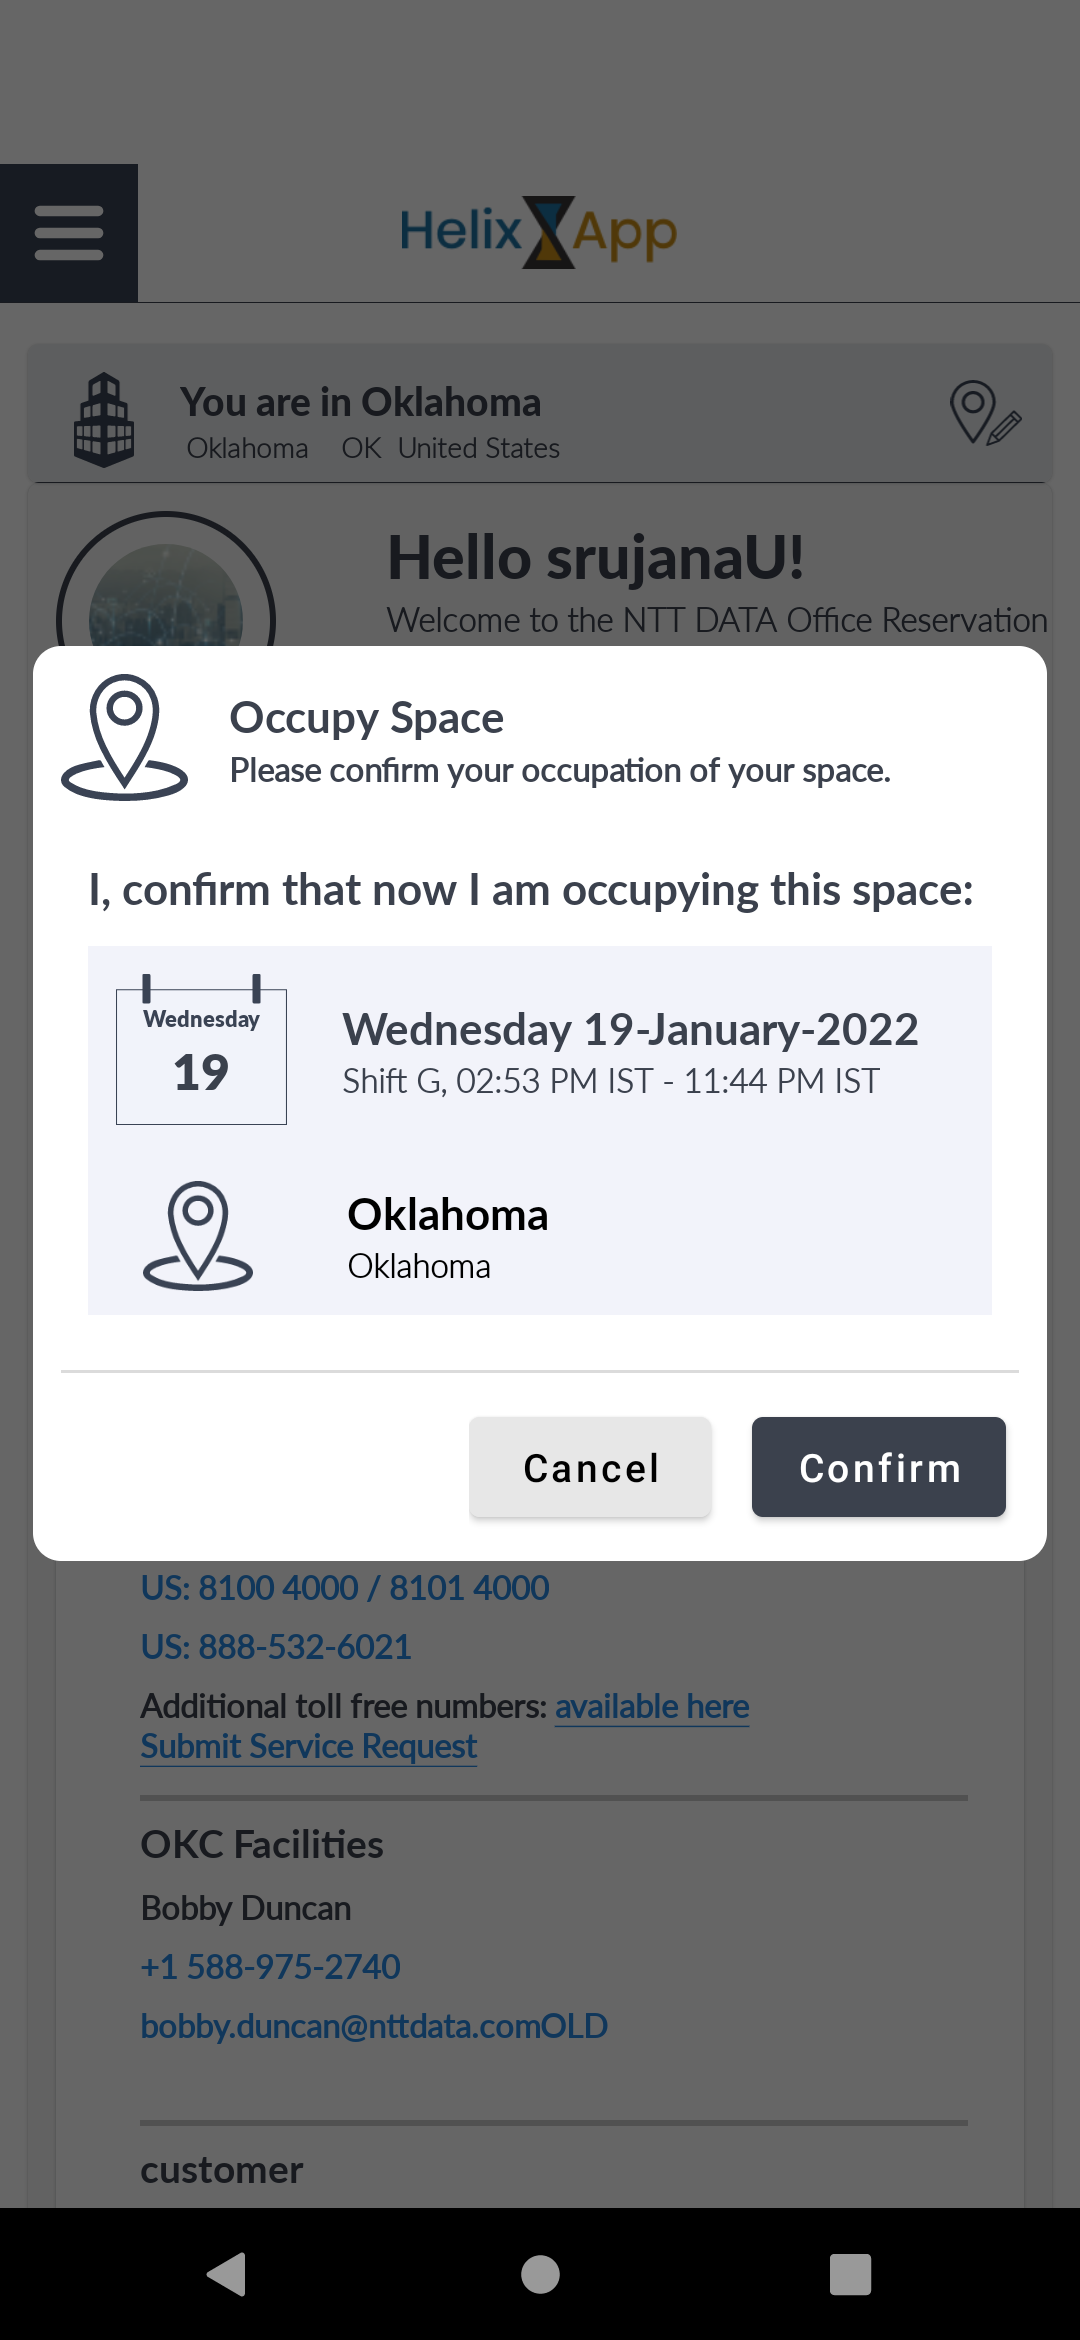 Helix App
You are in Oklahoma
Oklahoma OK United States
Hello srujanaU!
Welcome to the NTT DATA Office Reservation
Occupy Space
Please confirm your occupation of your space.
I, confirm that now I am occupying this space:
Wednesday
19
Wednesday 19-January-2022
Shift G, 02:53 PM IST - 11:44 PM IST
Oklahoma
Oklahoma
Cancel
Confirm
US: 8100 4000 / 8101 4000
US: 888-532-6021
Additional toll free numbers: available here
Submit Service Request
OKC Facilities
Bobby Duncan
+1 588-975-2740
bobby.duncan@nttdata.comOLD
customer